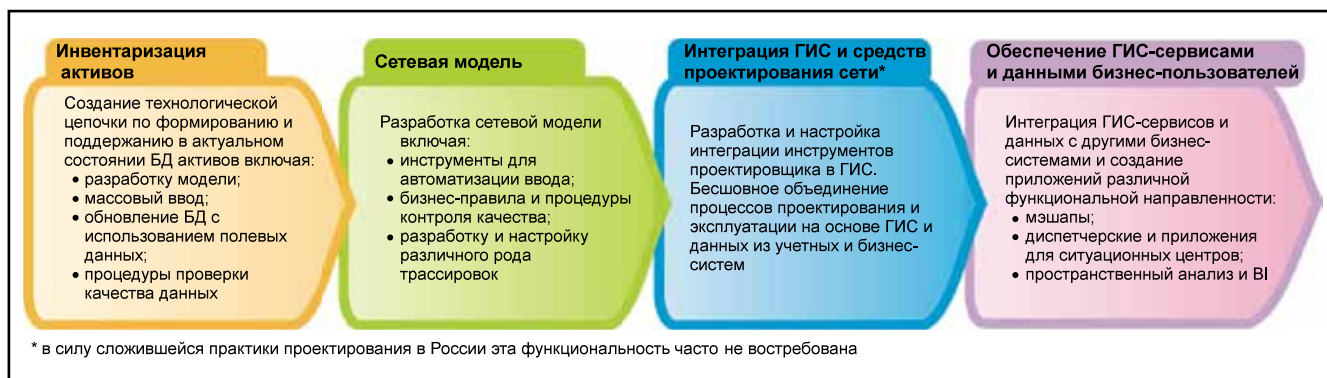 Инвентаризация
активов
Создание технологической
цепочки по формированию и
поддержанию в актуальном
состоянии БД активов включая:
• разработку модели;
• массовый ввод;
• обновление БД с
использованием полевых
данных;
• процедуры проверки
качества данных
Сетевая модель
Разработка сетевой модели
включая:
• инструменты для
автоматизации ввода;
• бизнес-правила и процедуры
контроля качества;
• разработку и настройку
различного рода
трассировок
Интеграция ГИС и средств
проектирования сети*
Разработка и настройка
интеграции инструментов
проектировщика в ГИС.
Бесшовное объединение
процессов проектирования и
эксплуатации на основе ГИС и
данных из учетных и бизнес-
систем
Обеспечение ГИС-сервисами
и данными бизнес-пользователей
Интеграция ГИС-сервисов и
данных с другими бизнес-
системами и создание
приложений различной
функциональной направленности:
• мэшапы;
• диспетчерские и приложения
для ситуационных центров;
• пространственный анализ и BI
* в силу сложившейся практики проектирования в России эта функциональность часто не востребована